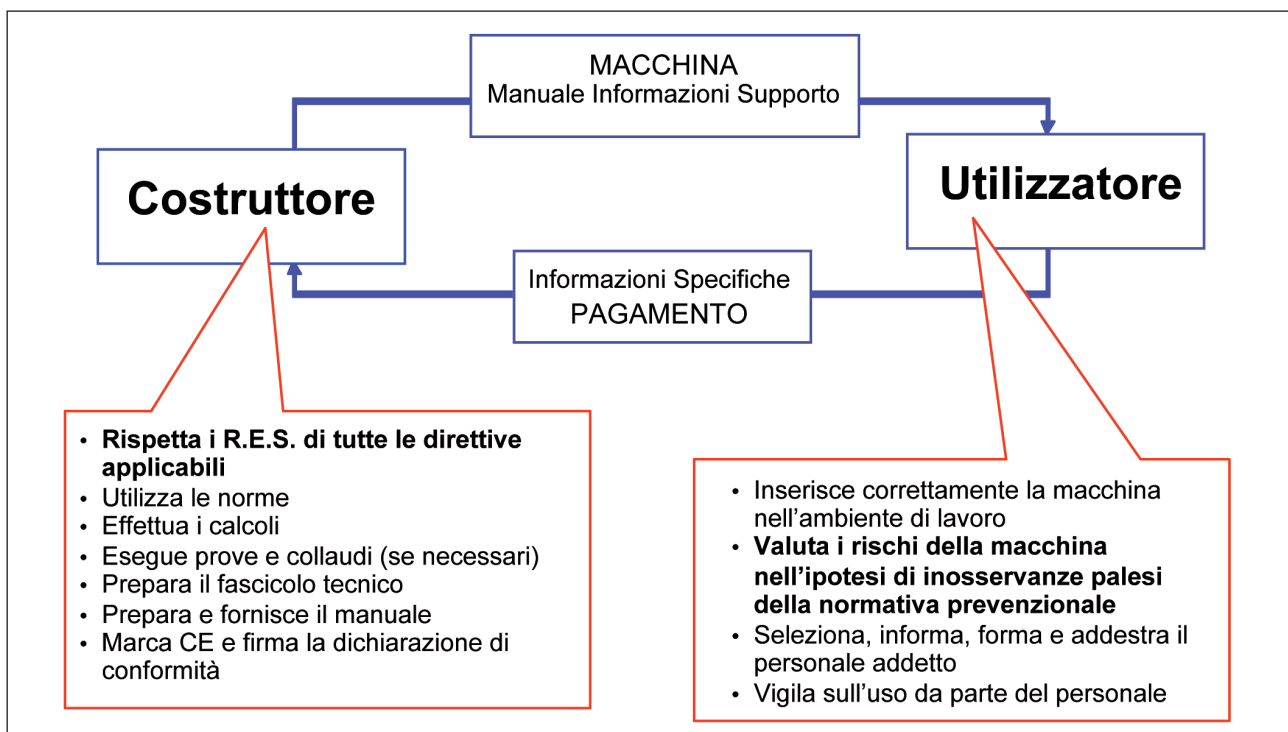 MACCHINA
Manuale Informazioni Supporto
Costruttore
Utilizzatore
Informazioni Specifiche
PAGAMENTO
• Rispetta i R.E.S. di tutte le direttive
applicabili
• Utilizza le norme
• Effettua i calcoli
• Esegue prove e collaudi (se necessari)
• Prepara il fascicolo tecnico
• Prepara e fornisce il manuale
• Marca CE e firma la dichiarazione di
conformità
• Inserisce correttamente la macchina
nell’ambiente di lavoro
• Valuta i rischi della macchina
nell’ipotesi di inosservanze palesi
della normativa prevenzionale
• Seleziona, informa, forma e addestra il
personale addetto
• Vigila sull’uso da parte del personale